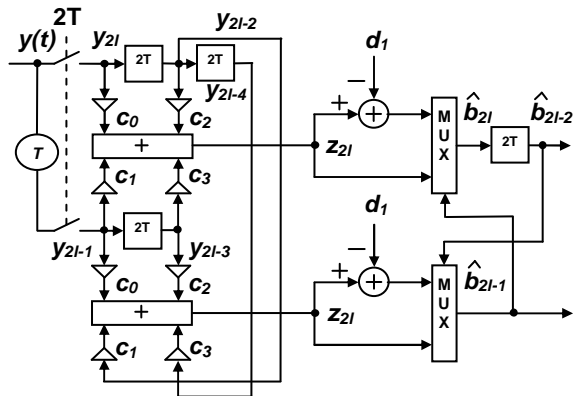 2T
y(t)
y2l
2T
y2l-2
2T
y2l-4
T
c0
c2
+
c1
c3
y2l-1
2T
y2l-3
c0
c2
+
c1
c3
d1
−
+
+
z2l
M
U
X
b̂2l
2T
b̂2l-2
d1
−
+
+
z2l
M
U
X
b̂2l-1